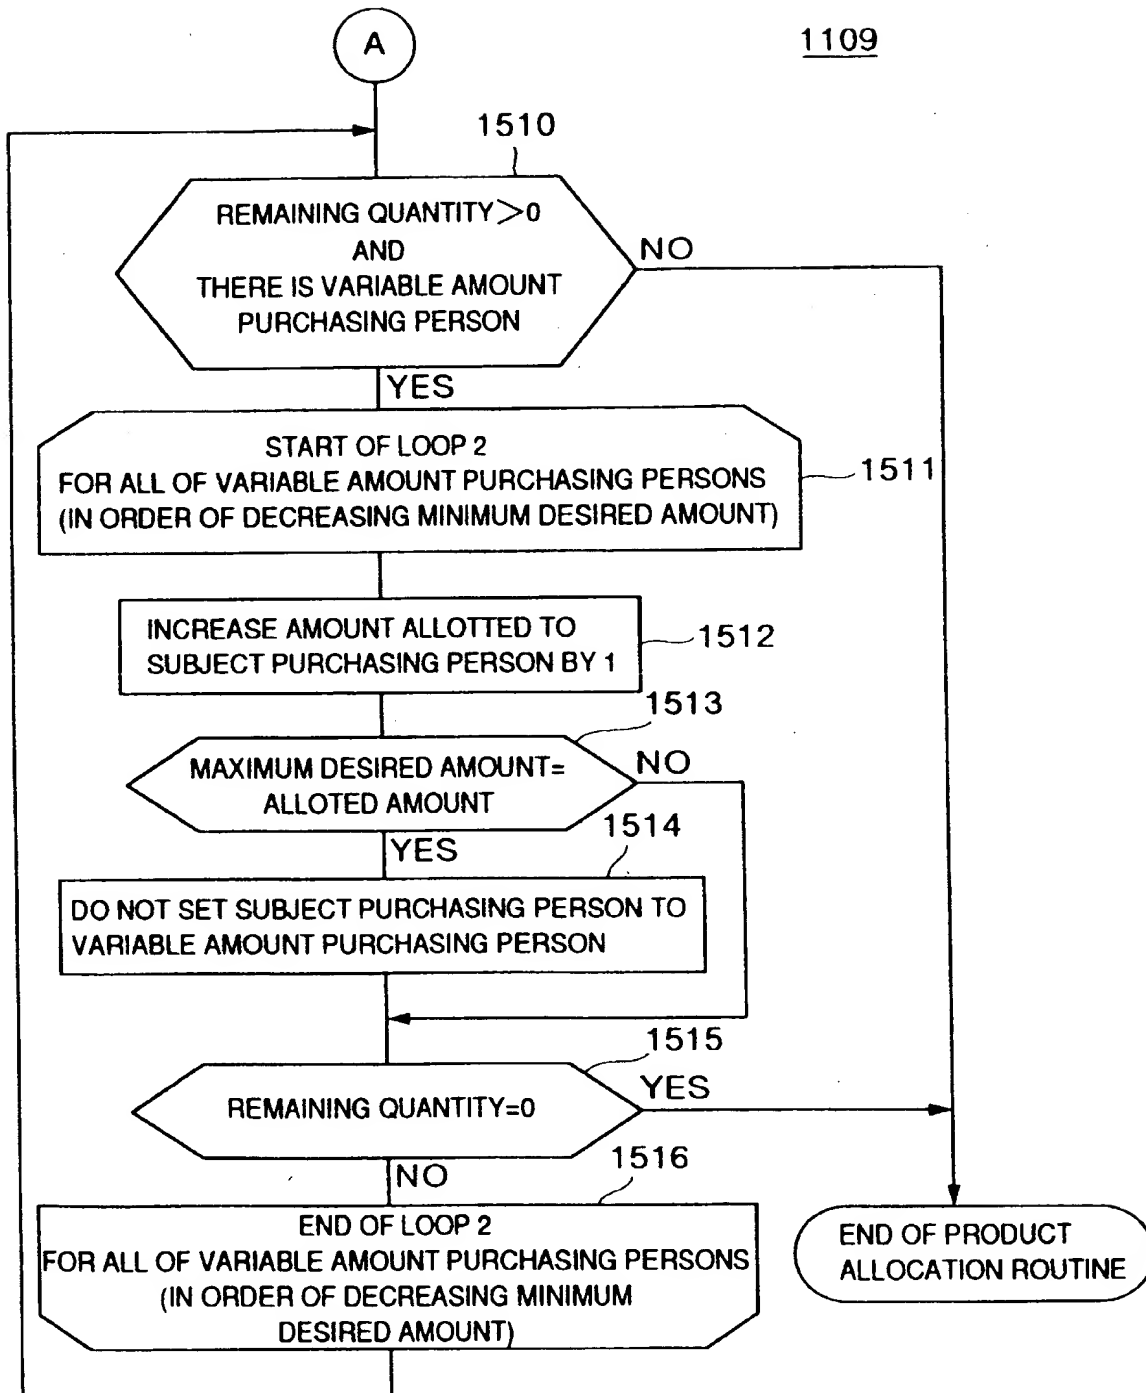 A
1109
1510
REMAINING QUANTITY>0
AND
THERE IS VARIABLE AMOUNT
PURCHASING PERSON
NO
YES
START OF LOOP 2
FOR ALL OF VARIABLE AMOUNT PURCHASING PERSONS
(IN ORDER OF DECREASING MINIMUM DESIRED AMOUNT)
1511
INCREASE AMOUNT ALLOTTED TO
SUBJECT PURCHASING PERSON BY 1
1512
1513
MAXIMUM DESIRED AMOUNT=
ALLOTED AMOUNT
NO
YES
1514
DO NOT SET SUBJECT PURCHASING PERSON TO
VARIABLE AMOUNT PURCHASING PERSON
1515
REMAINING QUANTITY=0
YES
NO
1516
END OF LOOP 2
FOR ALL OF VARIABLE AMOUNT PURCHASING PERSONS
(IN ORDER OF DECREASING MINIMUM
DESIRED AMOUNT)
END OF PRODUCT
ALLOCATION ROUTINE